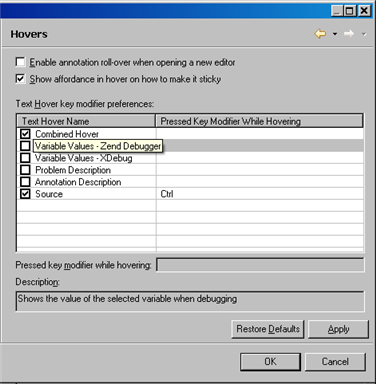 Hovers
Enable annotation roll-over when opening a new editor
Show affordance in hover on how to make it sticky
Text Hover key modifier preferences:
Text Hover Name Pressed Key Modifier While Hovering
Combined Hover
Variable Values - Zend Debugger
Variable Values - XDebug
Problem Description
Annotation Description
Source Ctrl
Pressed key modifier while hovering:
Description:
Shows the value of the selected variable when debugging
Restore Defaults Apply
OK Cancel